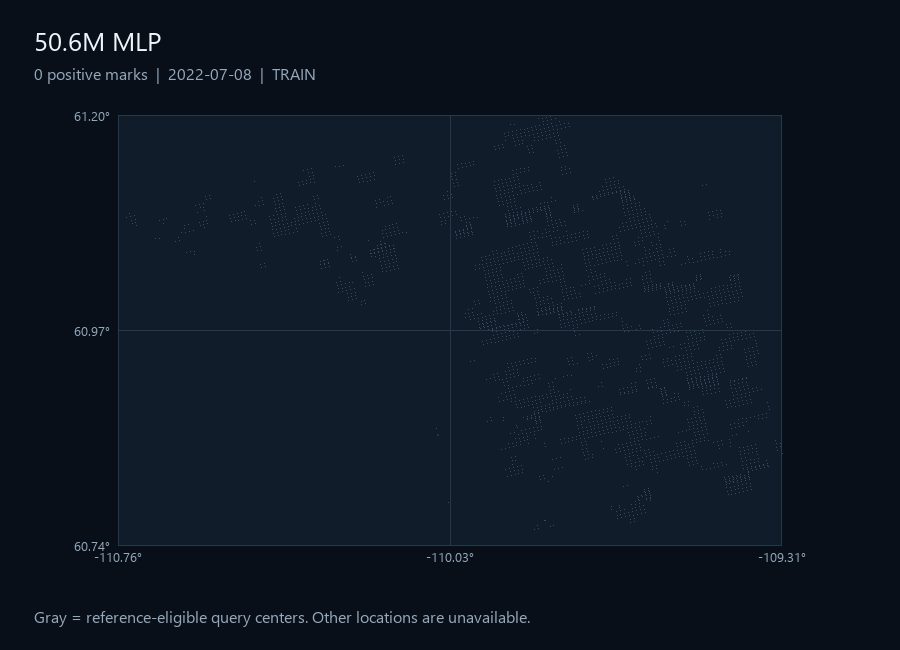 50.6M MLP
0 positive marks | 2022-07-08 | TRAIN
61.20°
60.97°
60.74°
-110.76°
-110.03°
-109.31°
Gray = reference-eligible query centers. Other locations are unavailable.